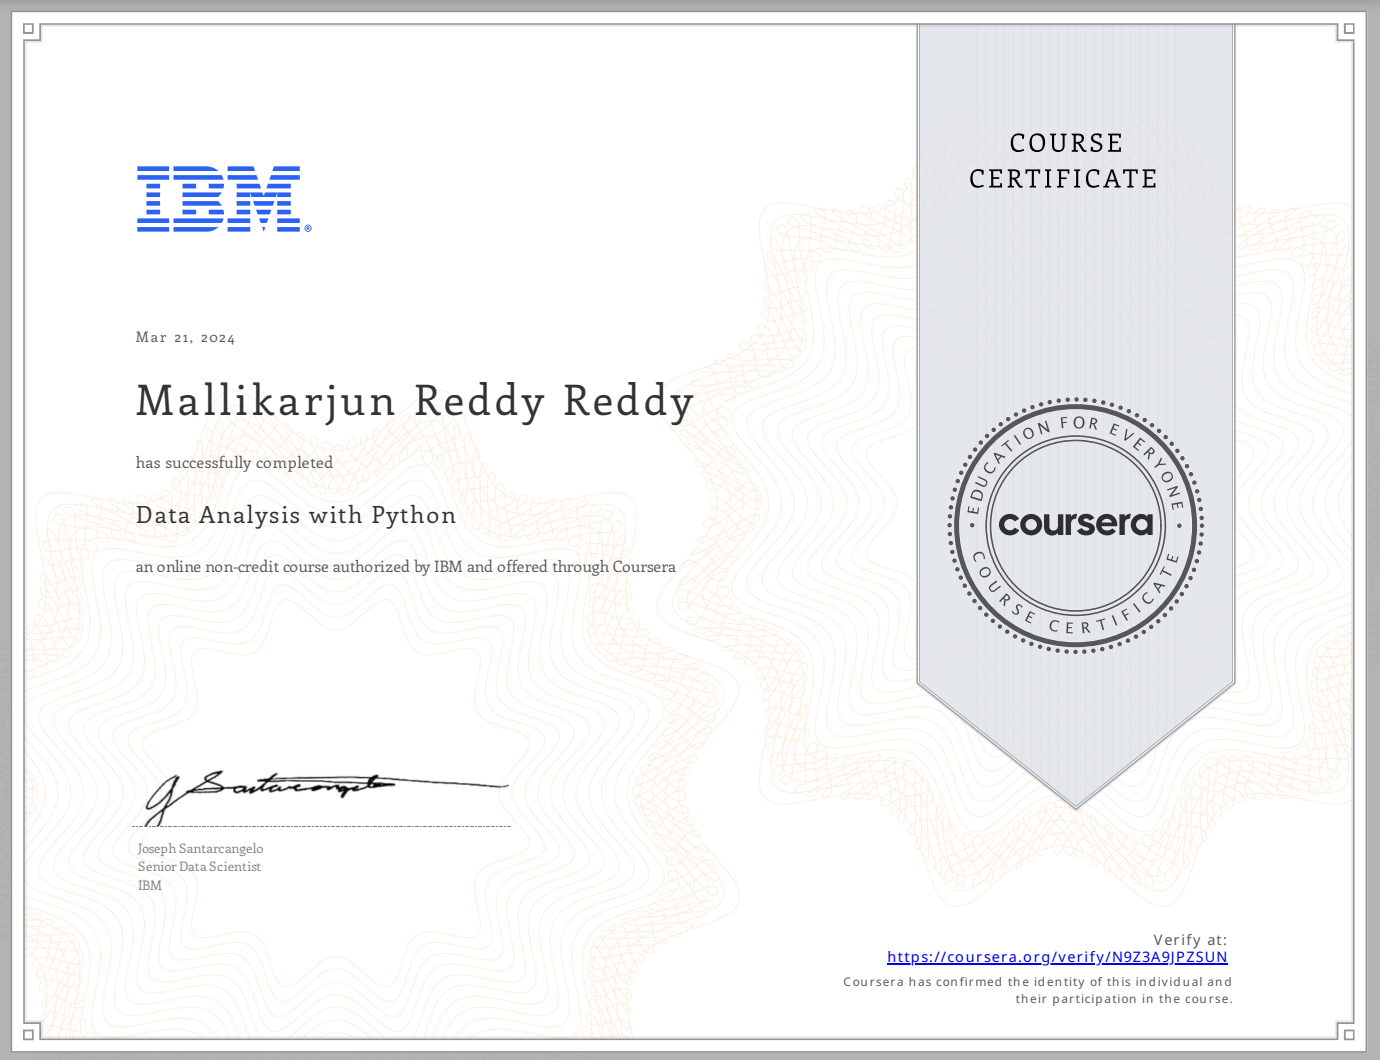 IBM®
COURSE
CERTIFICATE
Mar 21, 2024
Mallikarjun Reddy Reddy
has successfully completed
Data Analysis with Python
an online non-credit course authorized by IBM and offered through Coursera
EDUCATION FOR EVERYONE
coursera
COURSE CERTIFICATE
J Santarcangelo
Joseph Santarcangelo
Senior Data Scientist
IBM
Verify at:
https://coursera.org/verify/N9Z3A9JPZSUN
Coursera has confirmed the identity of this individual and
their participation in the course.